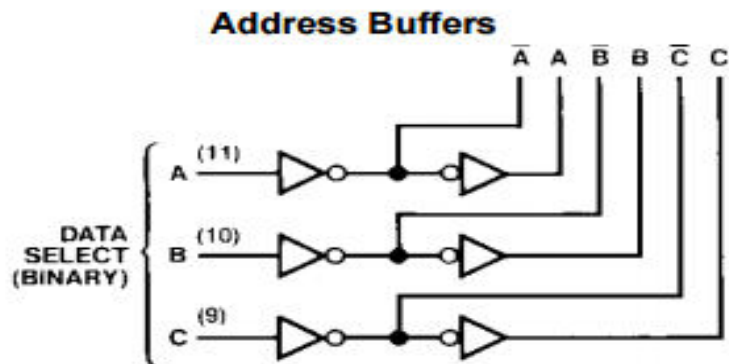 Address Buffers
A̅ A B̅ B C̅ C
A (11)
DATA
SELECT
(BINARY)
B (10)
C (9)